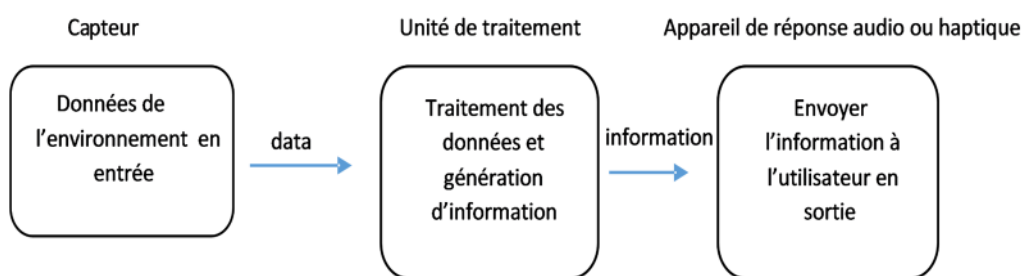 Capteur
Unité de traitement
Appareil de réponse audio ou haptique
Données de
l'environnement en
entrée
data
Traitement des
données et
génération
d'information
information
Envoyer
l'information à
l'utilisateur en
sortie